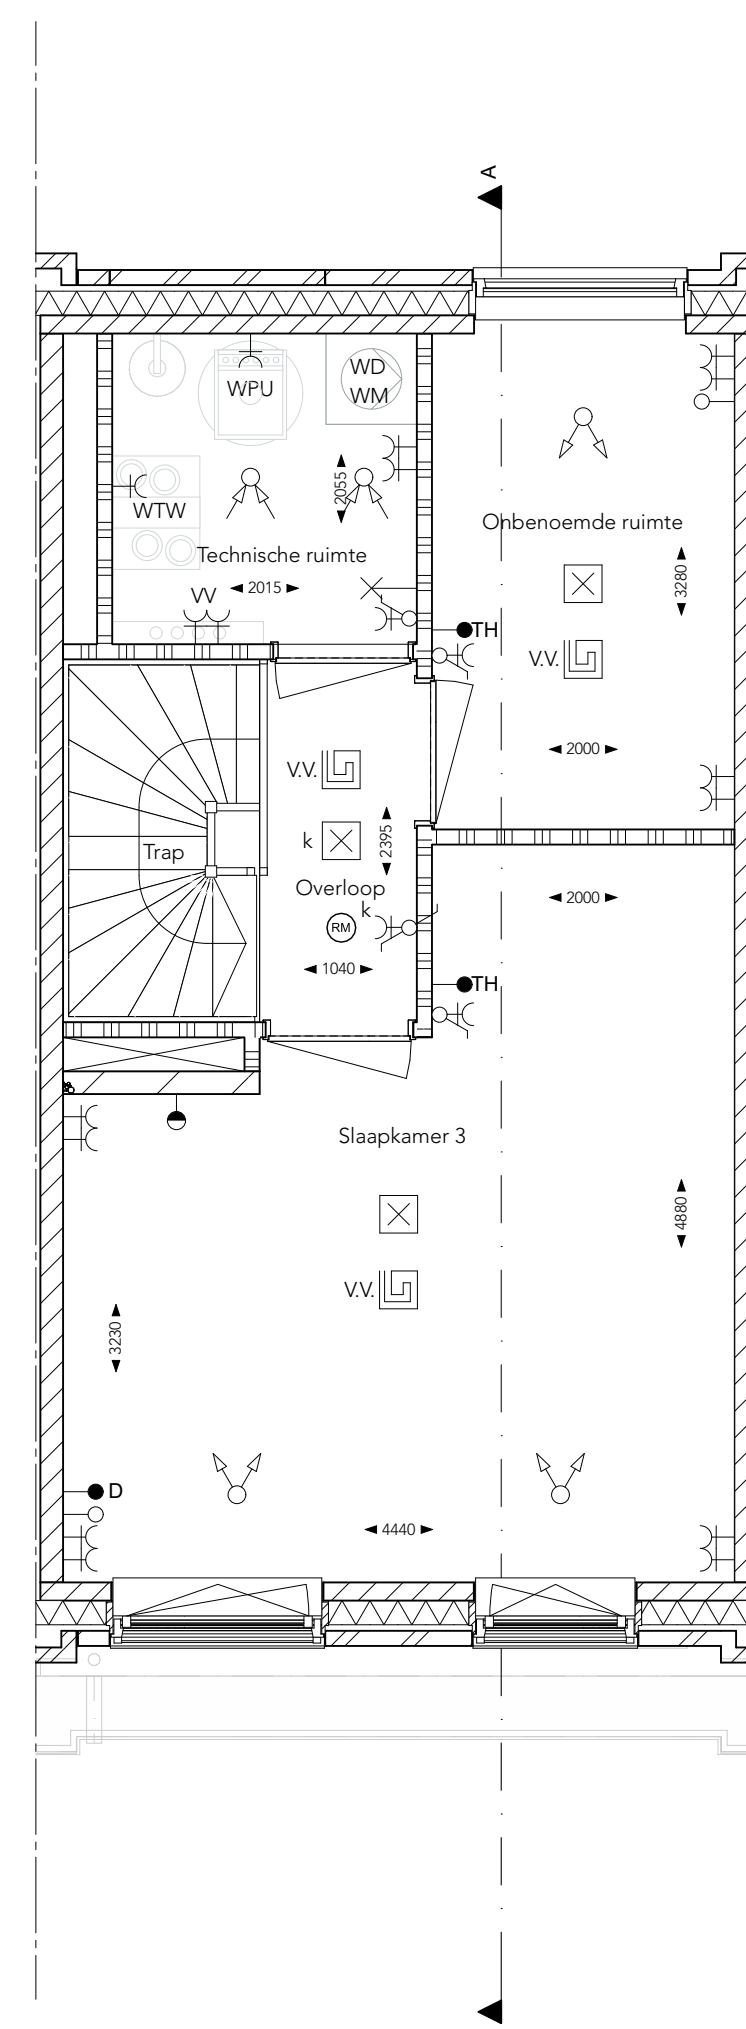 A
WD
WM
WPU
2055
WTW
Onbenoemde ruimte
Technische ruimte
3280
2015
VV
TH
V.V.
2000
V.V.
k
2395
Trap
Overloop
2000
k
RM
1040
TH
Slaapkamer 3
4880
V.V.
3230
D
4440